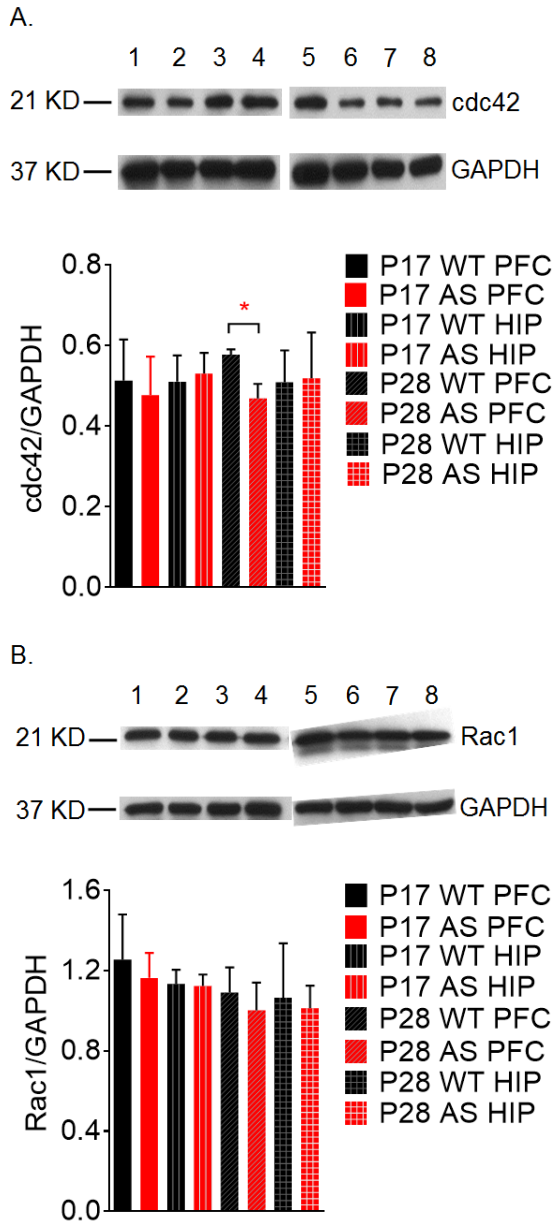 A.
1 2 3 4 5 6 7 8
21 KD cdc42
37 KD GAPDH
0.8
0.6
0.4
0.2
0.0
cdc42/GAPDH
*
P17 WT PFC
P17 AS PFC
P17 WT HIP
P17 AS HIP
P28 WT PFC
P28 AS PFC
P28 WT HIP
P28 AS HIP
B.
1 2 3 4 5 6 7 8
21 KD Rac1
37 KD GAPDH
1.6
1.2
0.8
0.4
0.0
Rac1/GAPDH
P17 WT PFC
P17 AS PFC
P17 WT HIP
P17 AS HIP
P28 WT PFC
P28 AS PFC
P28 WT HIP
P28 AS HIP